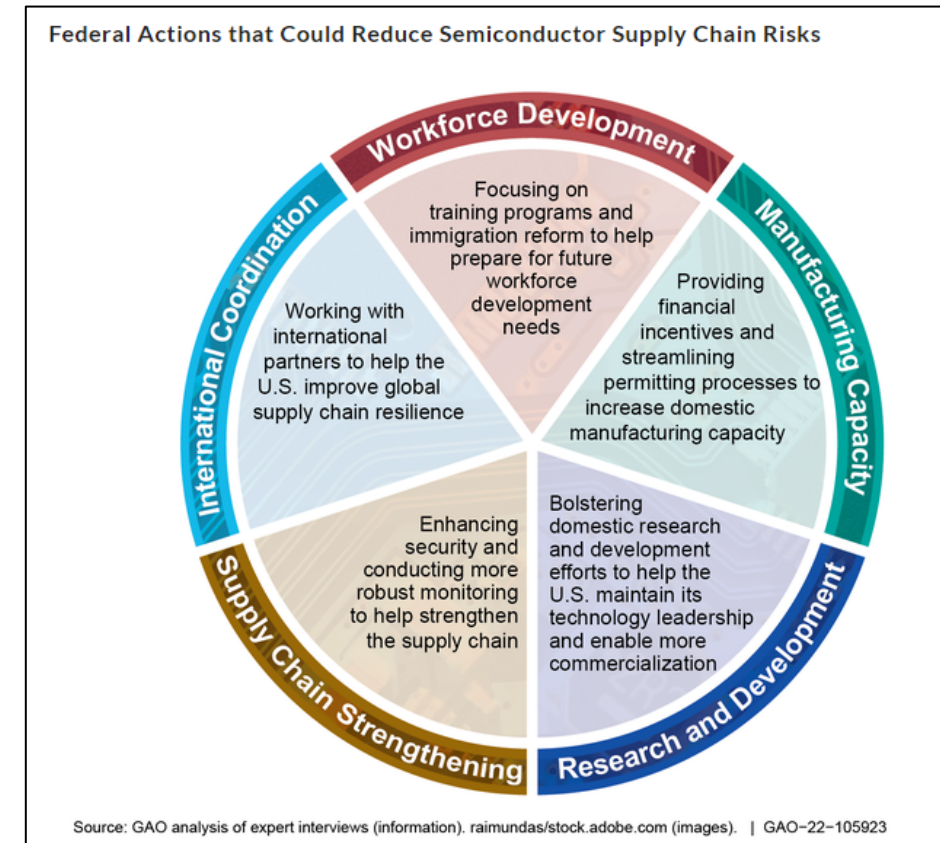 Federal Actions that Could Reduce Semiconductor Supply Chain Risks
Workforce Development
Focusing on
training programs and
immigration reform to help
prepare for future
workforce
development
needs
Manufacturing Capacity
Providing
financial
incentives and
streamlining
permitting processes to
increase domestic
manufacturing capacity
Research and Development
Bolstering
domestic research
and development
efforts to help the
U.S. maintain its
technology leadership
and enable more
commercialization
Supply Chain Strengthening
Enhancing
security and
conducting more
robust monitoring
to help strengthen
the supply chain
International Coordination
Working with
international
partners to help the
U.S. improve global
supply chain resilience
Source: GAO analysis of expert interviews (information). raimundas/stock.adobe.com (images). | GAO−22−105923